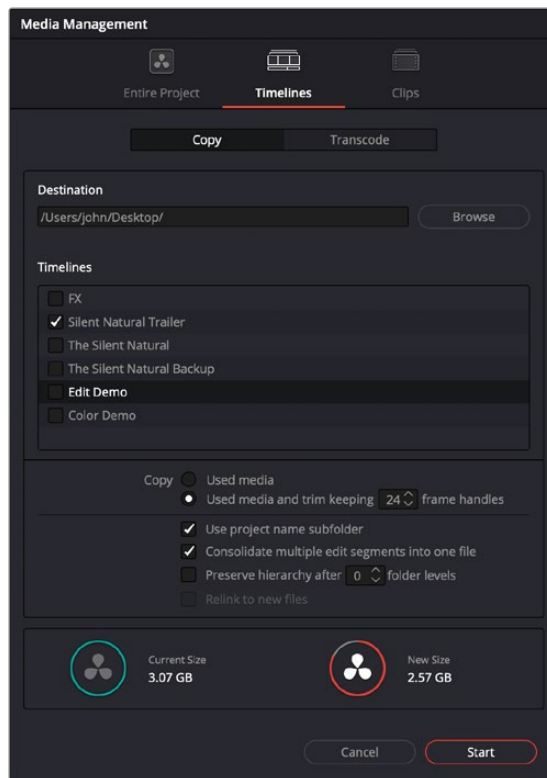 Media Management
Entire Project Timelines Clips
Copy Transcode
Destination
/Users/john/Desktop/ Browse
Timelines
FX
Silent Natural Trailer
The Silent Natural
The Silent Natural Backup
Edit Demo
Color Demo
Copy Used media
Used media and trim keeping 24 frame handles
Use project name subfolder
Consolidate multiple edit segments into one file
Preserve hierarchy after 0 folder levels
Relink to new files
Current Size New Size
3.07 GB 2.57 GB
Cancel Start